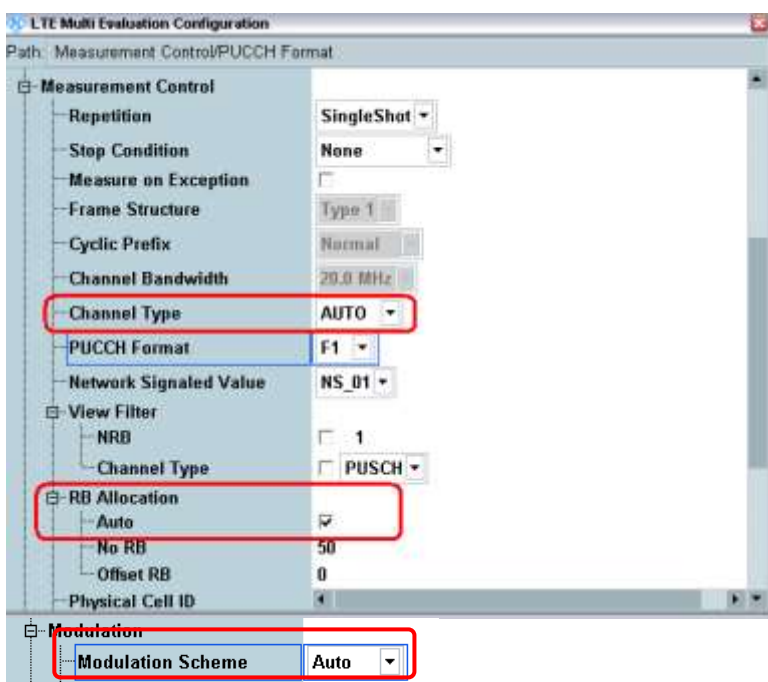 LTE Multi Evaluation Configuration
Path: Measurement Control/PUCCH Format
Measurement Control
Repetition SingleShot
Stop Condition None
Measure on Exception
Frame Structure Type 1
Cyclic Prefix Normal
Channel Bandwidth 20.0 MHz
Channel Type AUTO
PUCCH Format F1
Network Signaled Value NS_01
View Filter
NRB 1
Channel Type PUSCH
RB Allocation
Auto
No RB 50
Offset RB 0
Physical Cell ID
Modulation
Modulation Scheme Auto